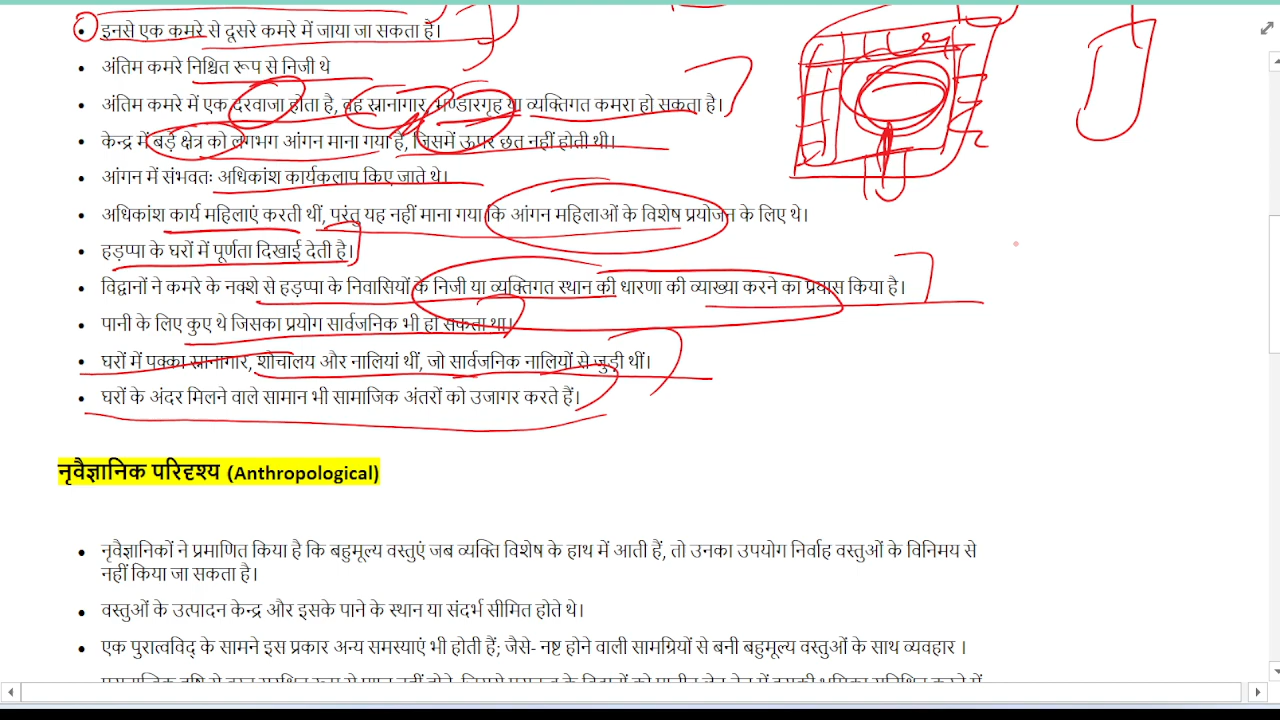 • इनसे एक कमरे से दूसरे कमरे में जाया जा सकता है।
• अंतिम कमरे निश्चित रूप से निजी थे
• अंतिम कमरे में एक दरवाजा होता है, वह स्नानागार, भण्डारगृह या व्यक्तिगत कमरा हो सकता है।
• केन्द्र में बड़े क्षेत्र को लगभग आंगन माना गया है, जिसमें ऊपर छत नहीं होती थी।
• आंगन में संभवतः अधिकांश कार्यकलाप किए जाते थे।
• अधिकांश कार्य महिलाएं करती थीं, परंतु यह नहीं माना गया कि आंगन महिलाओं के विशेष प्रयोजन के लिए थे।
• हड़प्पा के घरों में पूर्णता दिखाई देती है।
• विद्वानों ने कमरे के नक्शे से हड़प्पा के निवासियों के निजी या व्यक्तिगत स्थान की धारणा की व्याख्या करने का प्रयास किया है।
• पानी के लिए कुए थे जिसका प्रयोग सार्वजनिक भी हो सकता था।
• घरों में पक्का स्नानागार, शौचालय और नालियां थीं, जो सार्वजनिक नालियों से जुड़ी थीं।
• घरों के अंदर मिलने वाले सामान भी सामाजिक अंतरों को उजागर करते हैं।
नृवैज्ञानिक परिदृश्य (Anthropological)
• नृवैज्ञानिकों ने प्रमाणित किया है कि बहुमूल्य वस्तुएं जब व्यक्ति विशेष के हाथ में आती हैं, तो उनका उपयोग निर्वाह वस्तुओं के विनिमय से
नहीं किया जा सकता है।
• वस्तुओं के उत्पादन केन्द्र और इसके पाने के स्थान या संदर्भ सीमित होते थे।
• एक पुरातत्वविद् के सामने इस प्रकार अन्य समस्याएं भी होती हैं; जैसे- नष्ट होने वाली सामग्रियों से बनी बहुमूल्य वस्तुओं के साथ व्यवहार ।